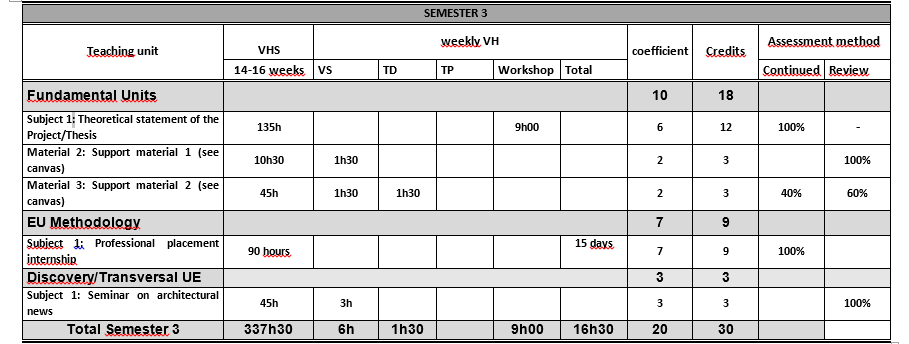 SEMESTER 3
Teaching unit VHS weekly VH coefficient Credits Assessment method
14-16 weeks VS TD TP Workshop Total Continued Review
Fundamental Units 10 18
Subject 1: Theoretical statement of the
Project/Thesis 135h 9h00 6 12 100% -
Material 2: Support material 1 (see
canvas) 10h30 1h30 2 3 100%
Material 3: Support material 2 (see
canvas) 45h 1h30 1h30 2 3 40% 60%
EU Methodology 7 9
Subject 1: Professional placement
internship 90 hours 15 days 7 9 100%
Discovery/Transversal UE 3 3
Subject 1: Seminar on architectural
news 45h 3h 3 3 100%
Total Semester 3 337h30 6h 1h30 9h00 16h30 20 30